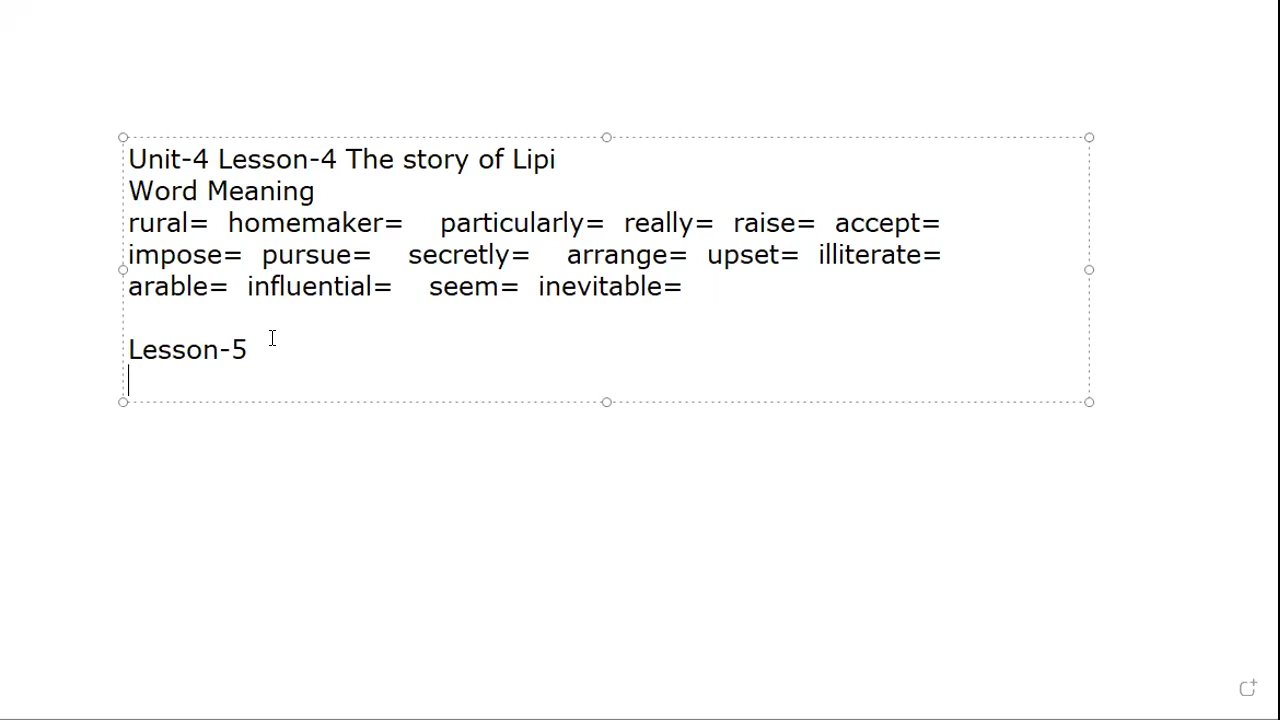 Unit-4 Lesson-4 The story of Lipi
Word Meaning
rural= homemaker= particularly= really= raise= accept=
impose= pursue= secretly= arrange= upset= illiterate=
arable= influential= seem= inevitable=
Lesson-5